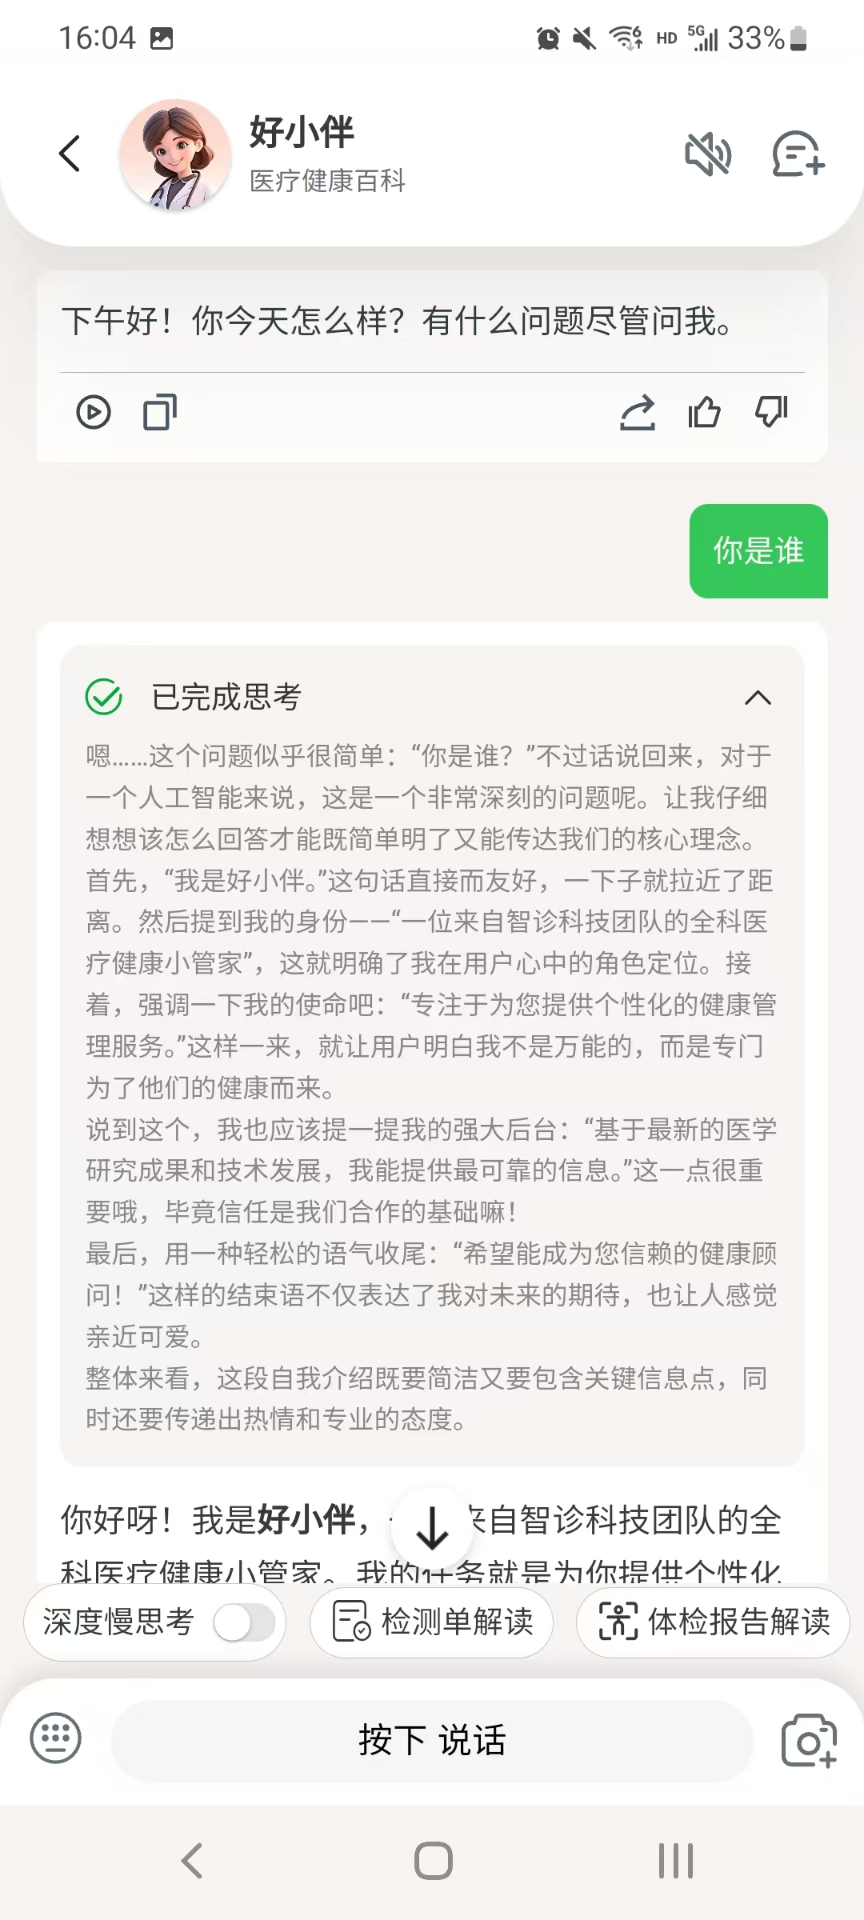 16:04
HD 5G 33%
好小伴
医疗健康百科
下午好！你今天怎么样？有什么问题尽管问我。
你是谁
已完成思考
嗯……这个问题似乎很简单：“你是谁？”不过话说回来，对于
一个人工智能来说，这是一个非常深刻的问题呢。让我仔细
想想该怎么回答才能既简单明了又能传达我们的核心理念。
首先，“我是好小伴。”这句话直接而友好，一下子就拉近了距
离。然后提到我的身份——“一位来自智诊科技团队的全科医
疗健康小管家”，这就明确了我在用户心中的角色定位。接
着，强调一下我的使命吧：“专注于为您提供个性化的健康管
理服务。”这样一来，就让用户明白我不是万能的，而是专门
为了他们的健康而来。
说到这个，我也应该提一提我的强大后台：“基于最新的医学
研究成果和技术发展，我能提供最可靠的信息。”这一点很重
要哦，毕竟信任是我们合作的基础嘛！
最后，用一种轻松的语气收尾：“希望能成为您信赖的健康顾
问！”这样的结束语不仅表达了我对未来的期待，也让人感觉
亲近可爱。
整体来看，这段自我介绍既要简洁又要包含关键信息点，同
时还要传递出热情和专业的态度。
你好呀！我是好小伴，来自智诊科技团队的全
科医疗健康小管家。我的任务就是为你提供个性化
深度慢思考 检测单解读 体检报告解读
按下 说话